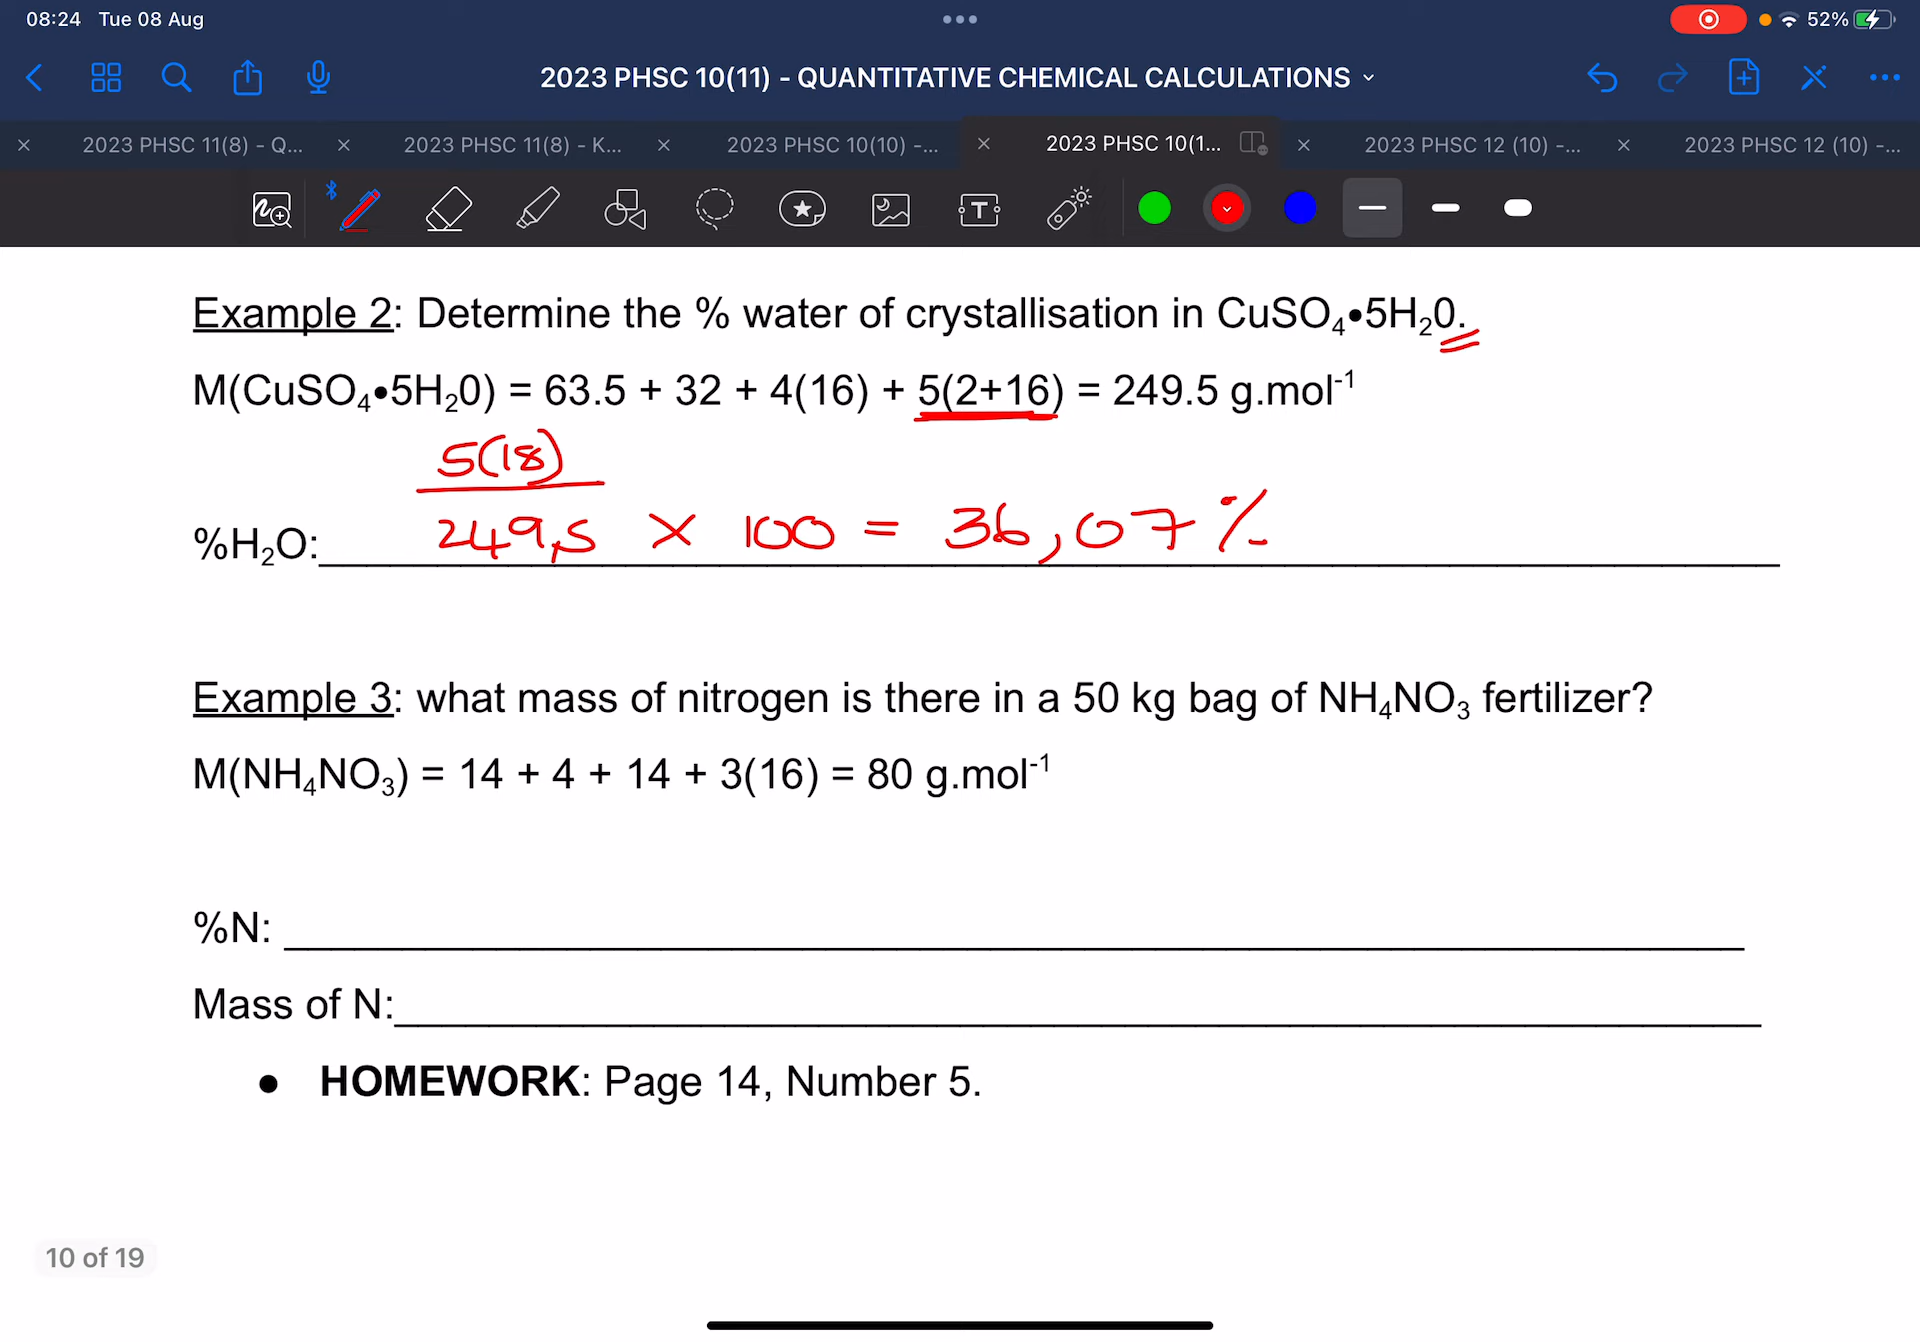 08:24 Tue 08 Aug
52%
2023 PHSC 10(11) - QUANTITATIVE CHEMICAL CALCULATIONS
2023 PHSC 11(8) - Q... 2023 PHSC 11(8) - K... 2023 PHSC 10(10) -... 2023 PHSC 10(1... 2023 PHSC 12 (10) -... 2023 PHSC 12 (10) -...
Example 2: Determine the % water of crystallisation in CuSO₄•5H₂0.
M(CuSO₄•5H₂0) = 63.5 + 32 + 4(16) + 5(2+16) = 249.5 g.mol⁻¹
5(18)
%H₂O: 249,5 × 100 = 36,07%
Example 3: what mass of nitrogen is there in a 50 kg bag of NH₄NO₃ fertilizer?
M(NH₄NO₃) = 14 + 4 + 14 + 3(16) = 80 g.mol⁻¹
%N:
Mass of N:
• HOMEWORK: Page 14, Number 5.
10 of 19